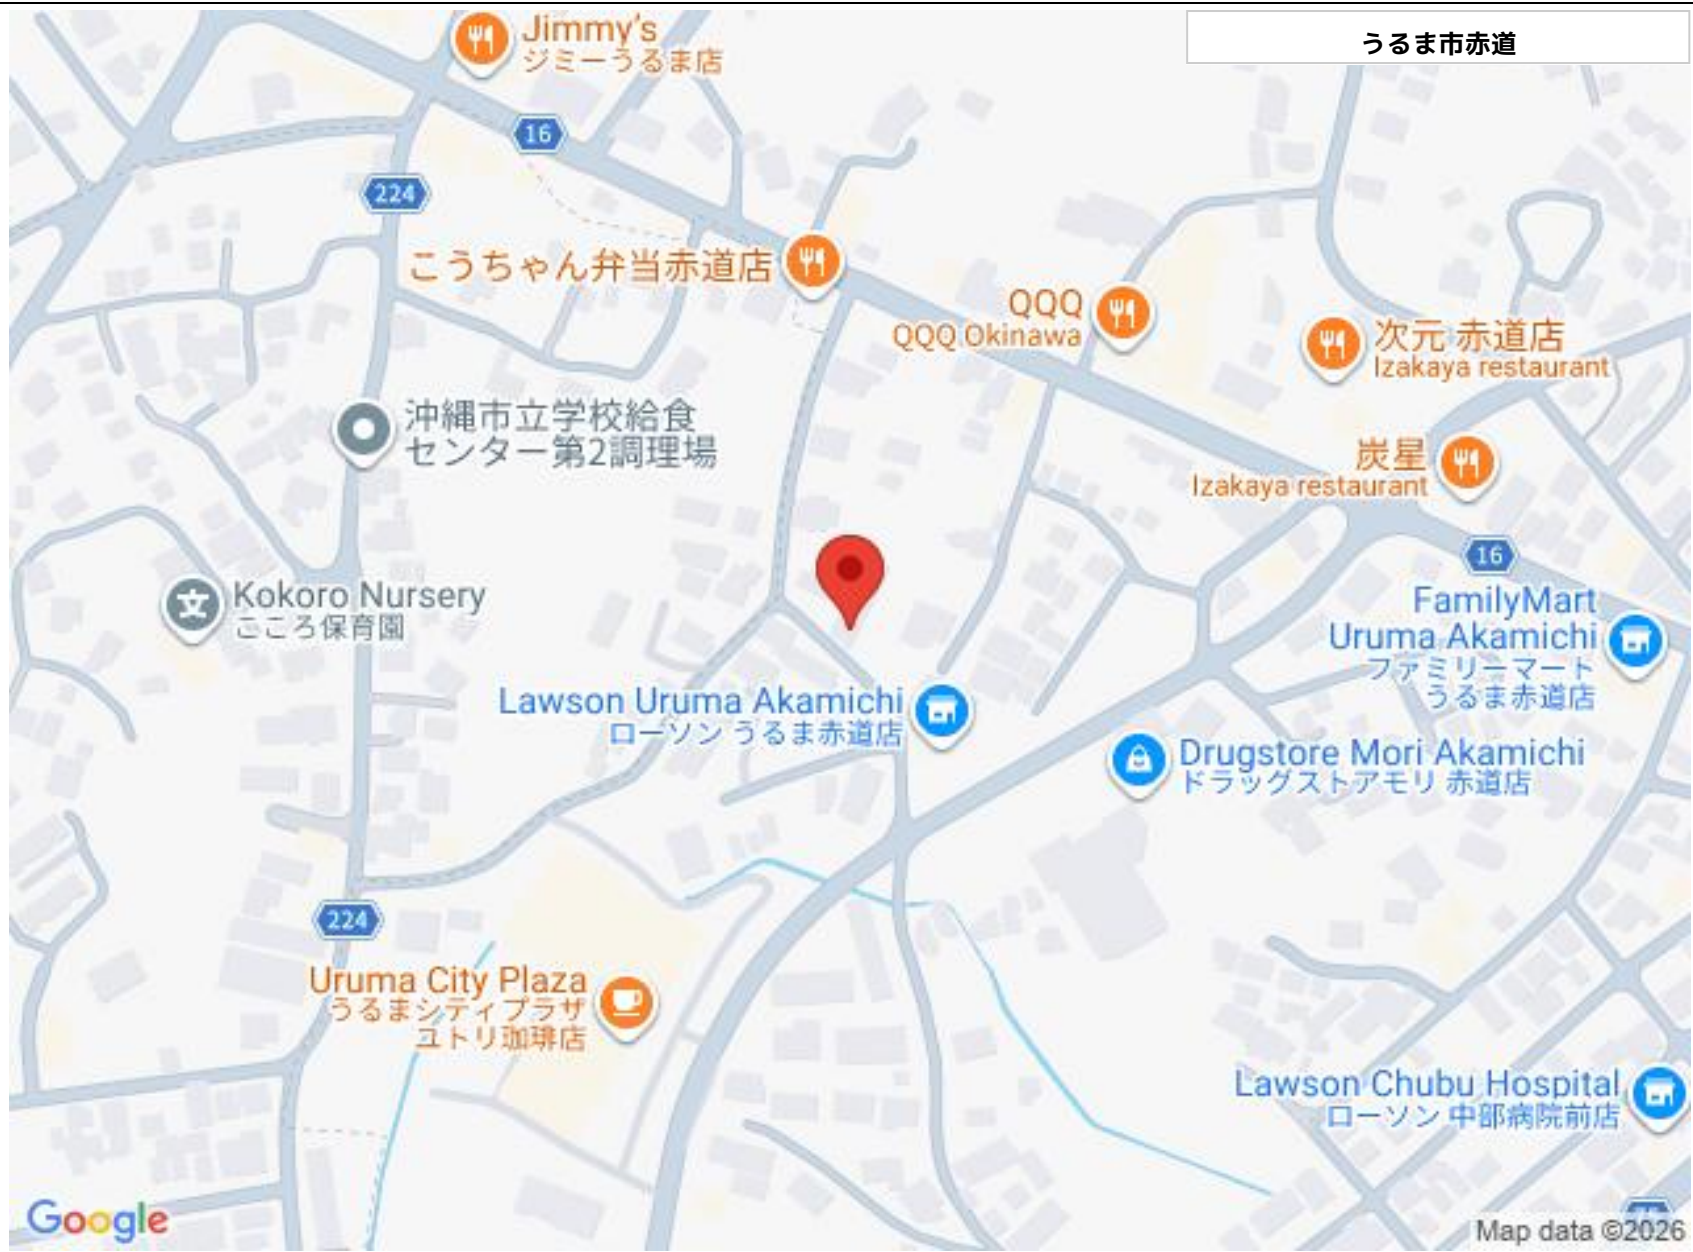 うるま市赤道
Jimmy's
ジミーうるま店
16
224
こうちゃん弁当赤道店
QQQ
QQQ Okinawa
次元 赤道店
Izakaya restaurant
沖縄市立学校給食
センター第2調理場
炭星
Izakaya restaurant
16
Kokoro Nursery
こころ保育園
FamilyMart
Uruma Akamichi
ファミリーマート
うるま赤道店
Lawson Uruma Akamichi
ローソン うるま赤道店
Drugstore Mori Akamichi
ドラッグストアモリ 赤道店
224
Uruma City Plaza
うるまシティプラザ
ユトリ珈琲店
Lawson Chubu Hospital
ローソン 中部病院前店
Google
Map data ©2026